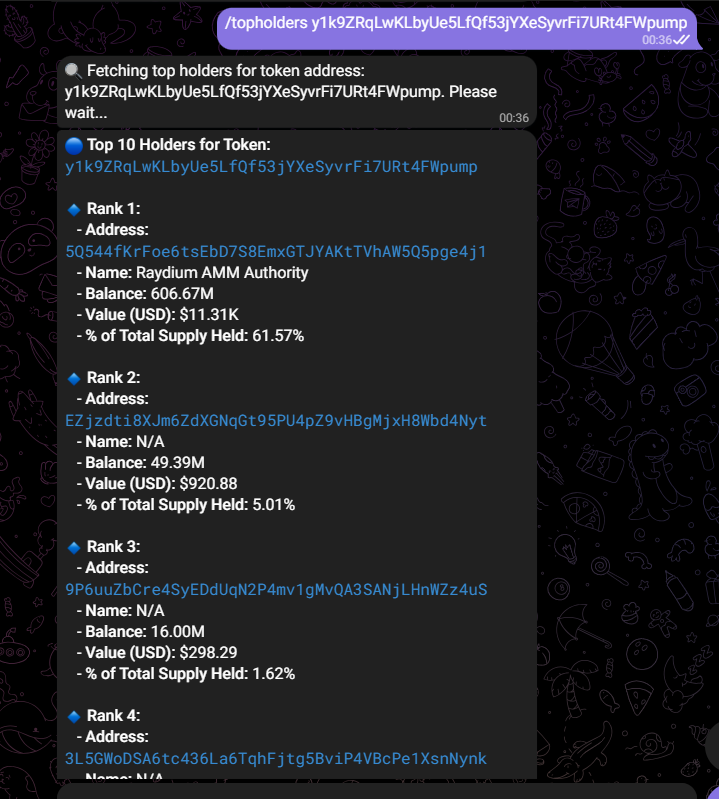 /topholders y1k9ZRqLwKLbyUe5LfQf53jYXeSyvrFi7URt4FWpump
00:36
🔍 Fetching top holders for token address:
y1k9ZRqLwKLbyUe5LfQf53jYXeSyvrFi7URt4FWpump. Please
wait...
00:36
🔵 Top 10 Holders for Token:
y1k9ZRqLwKLbyUe5LfQf53jYXeSyvrFi7URt4FWpump
🔹 Rank 1:
- Address:
5Q544fKrFoe6tsEbD7S8EmxGTJYAKtTVhAW5Q5pge4j1
- Name: Raydium AMM Authority
- Balance: 606.67M
- Value (USD): $11.31K
- % of Total Supply Held: 61.57%
🔹 Rank 2:
- Address:
EZjzdti8XJm6ZdXGNqGt95PU4pZ9vHBgMjxH8Wbd4Nyt
- Name: N/A
- Balance: 49.39M
- Value (USD): $920.88
- % of Total Supply Held: 5.01%
🔹 Rank 3:
- Address:
9P6uuZbCre4SyEDdUqN2P4mv1gMvQA3SANjLHnWZz4uS
- Name: N/A
- Balance: 16.00M
- Value (USD): $298.29
- % of Total Supply Held: 1.62%
🔹 Rank 4:
- Address:
3L5GWoDSA6tc436La6TqhFjtg5BviP4VBcPe1XsnNynk
- Name: N/A